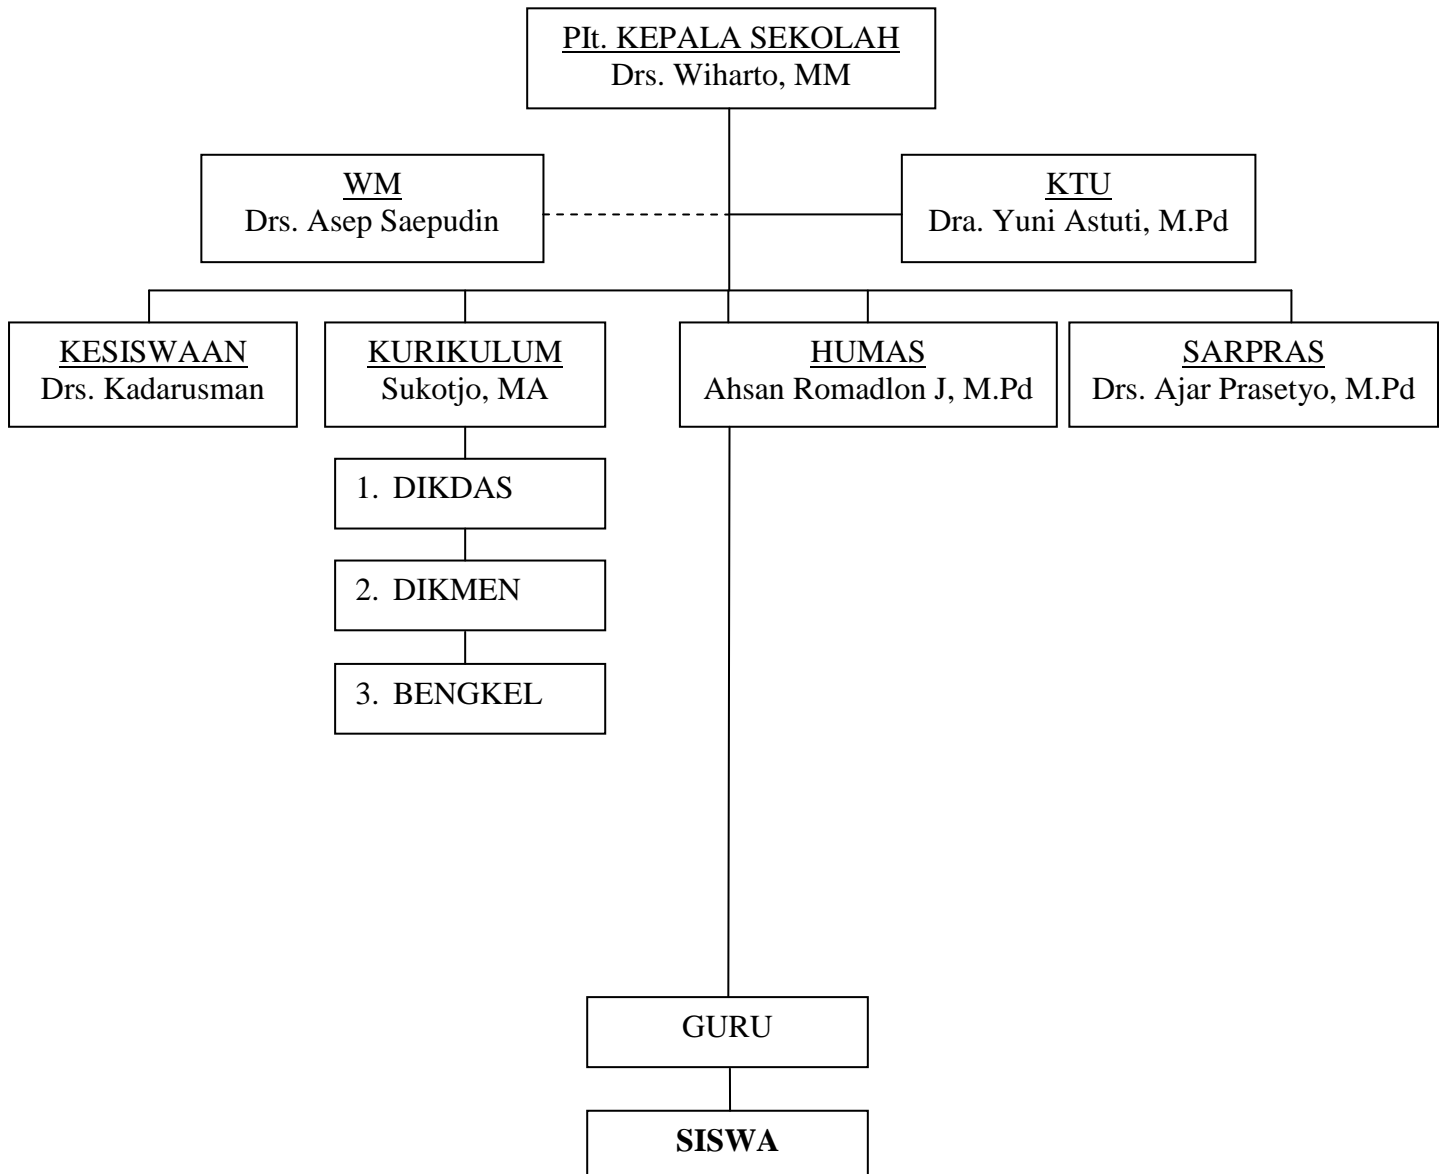 PIt. KEPALA SEKOLAH
Drs. Wiharto, MM
WM
Drs. Asep Saepudin
KTU
Dra. Yuni Astuti, M.Pd
KESISWAAN
Drs. Kadarusman
KURIKULUM
Sukotjo, MA
HUMAS
Ahsan Romadlon J, M.Pd
SARPRAS
Drs. Ajar Prasetyo, M.Pd
1. DIKDAS
2. DIKMEN
3. BENGKEL
GURU
SISWA